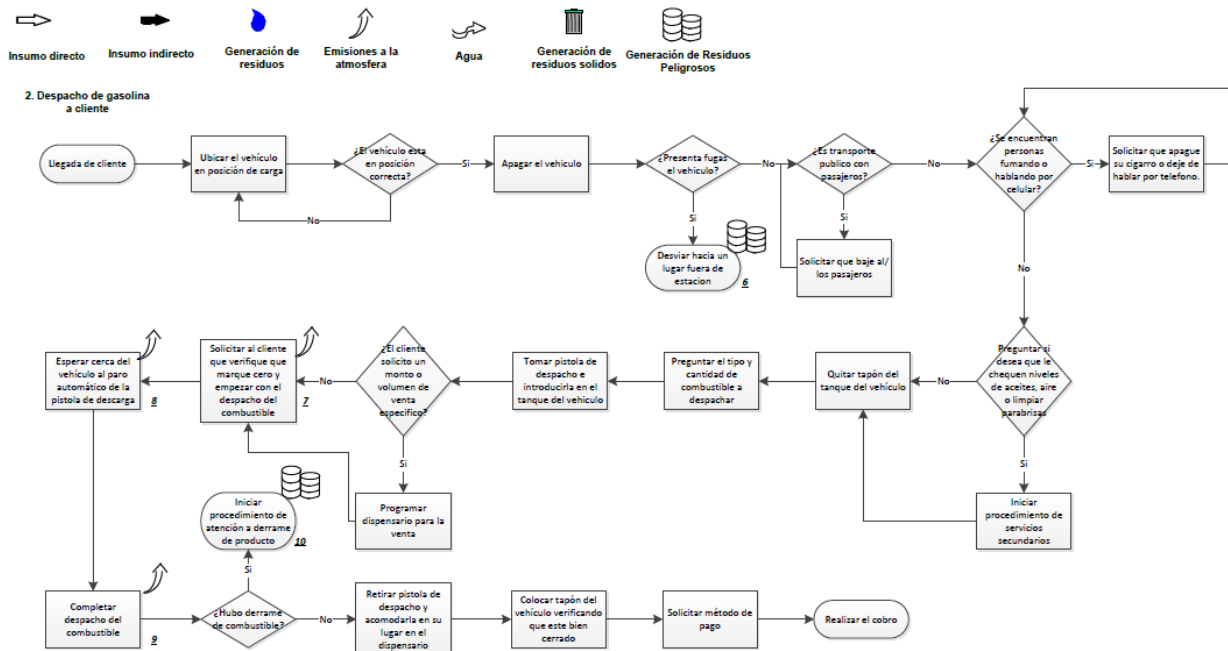 Insumo directo
Insumo indirecto
Generación de
residuos
Emisiones a la
atmosfera
Agua
Generación de
residuos solidos
Generación de Residuos
Peligrosos
2. Despacho de gasolina
a cliente
Llegada de cliente
Ubicar el vehículo
en posición de carga
¿El vehículo esta
en posición
correcta?
Si
No
Apagar el vehiculo
¿Presenta fugas
el vehiculo?
No
Si
Desviar hacia un
lugar fuera de
estacion
6
¿Es transporte
publico con
pasajeros?
No
Si
Solicitar que baje al/
los pasajeros
¿Se encuentran
personas
fumando o
hablando por
celular?
Si
Solicitar que apague
su cigarro o deje de
hablar por telefono.
No
Preguntar si
desea que le
chequen niveles
de aceites, aire
o limpiar
parabrisas
No
Si
Iniciar
procedimiento de
servicios
secundarios
Quitar tapón del
tanque del vehículo
Preguntar el tipo y
cantidad de
combustible a
despachar
Tomar pistola de
despacho e
introducirla en el
tanque del vehiculo
¿El cliente
solicito un
monto o
volumen de
venta
especifico?
No
Si
Programar
dispensario para la
venta
Solicitar al cliente
que verifique que
marque cero y
empezar con el
despacho del
combustible
7
Esperar cerca del
vehículo al paro
automático de la
pistola de descarga
8
Completar
despacho del
combustible
9
¿Hubo derrame
de combustible?
Si
Iniciar
procedimiento de
atención a derrame
de producto
10
No
Retirar pistola de
despacho y
acomodarla en su
lugar en el
dispensario
Colocar tapón del
vehículo verificando
que este bien
cerrado
Solicitar método de
pago
Realizar el cobro